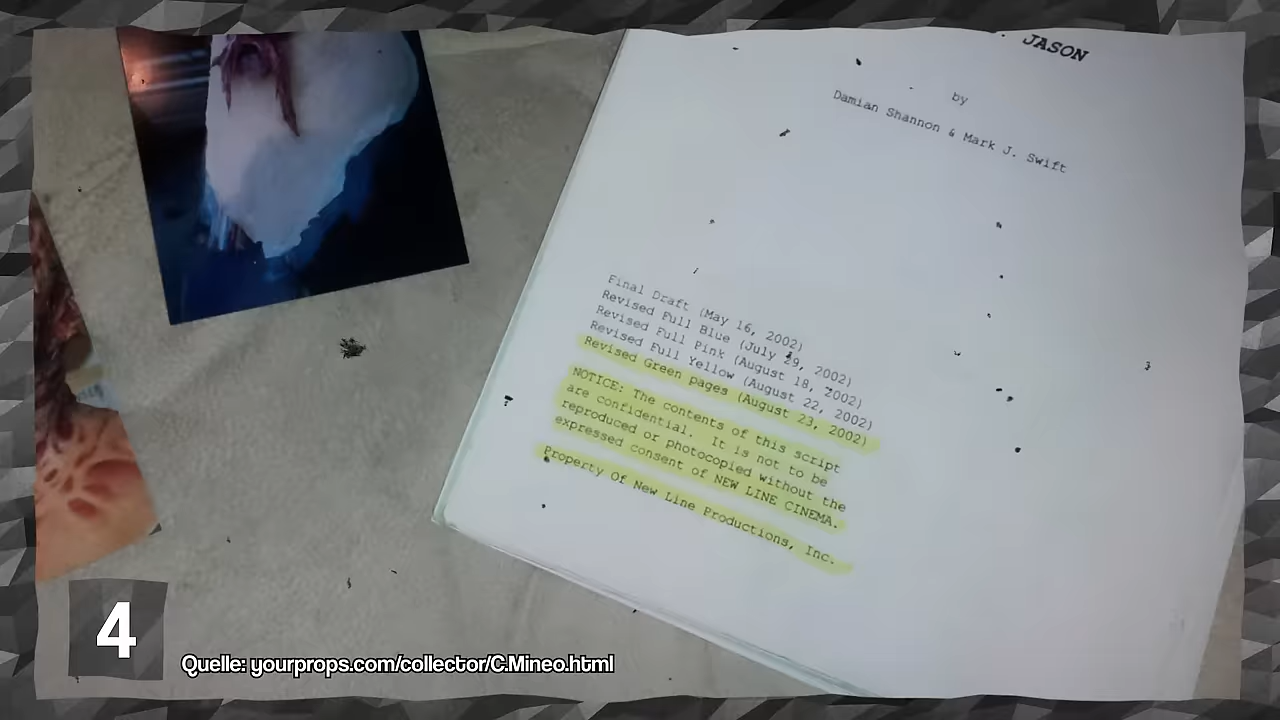 JASON
by
Damian Shannon & Mark J. Swift
Final Draft (May 16, 2002)
Revised Full Blue (July 29, 2002)
Revised Full Pink (August 18, 2002)
Revised Full Yellow (August 22, 2002)
Revised Green pages (August 23, 2002)
NOTICE: The contents of this script
are confidential. It is not to be
reproduced or photocopied without the
expressed consent of NEW LINE CINEMA.
Property Of New Line Productions, Inc.
4
Quelle: yourprops.com/collector/C.Mineo.html